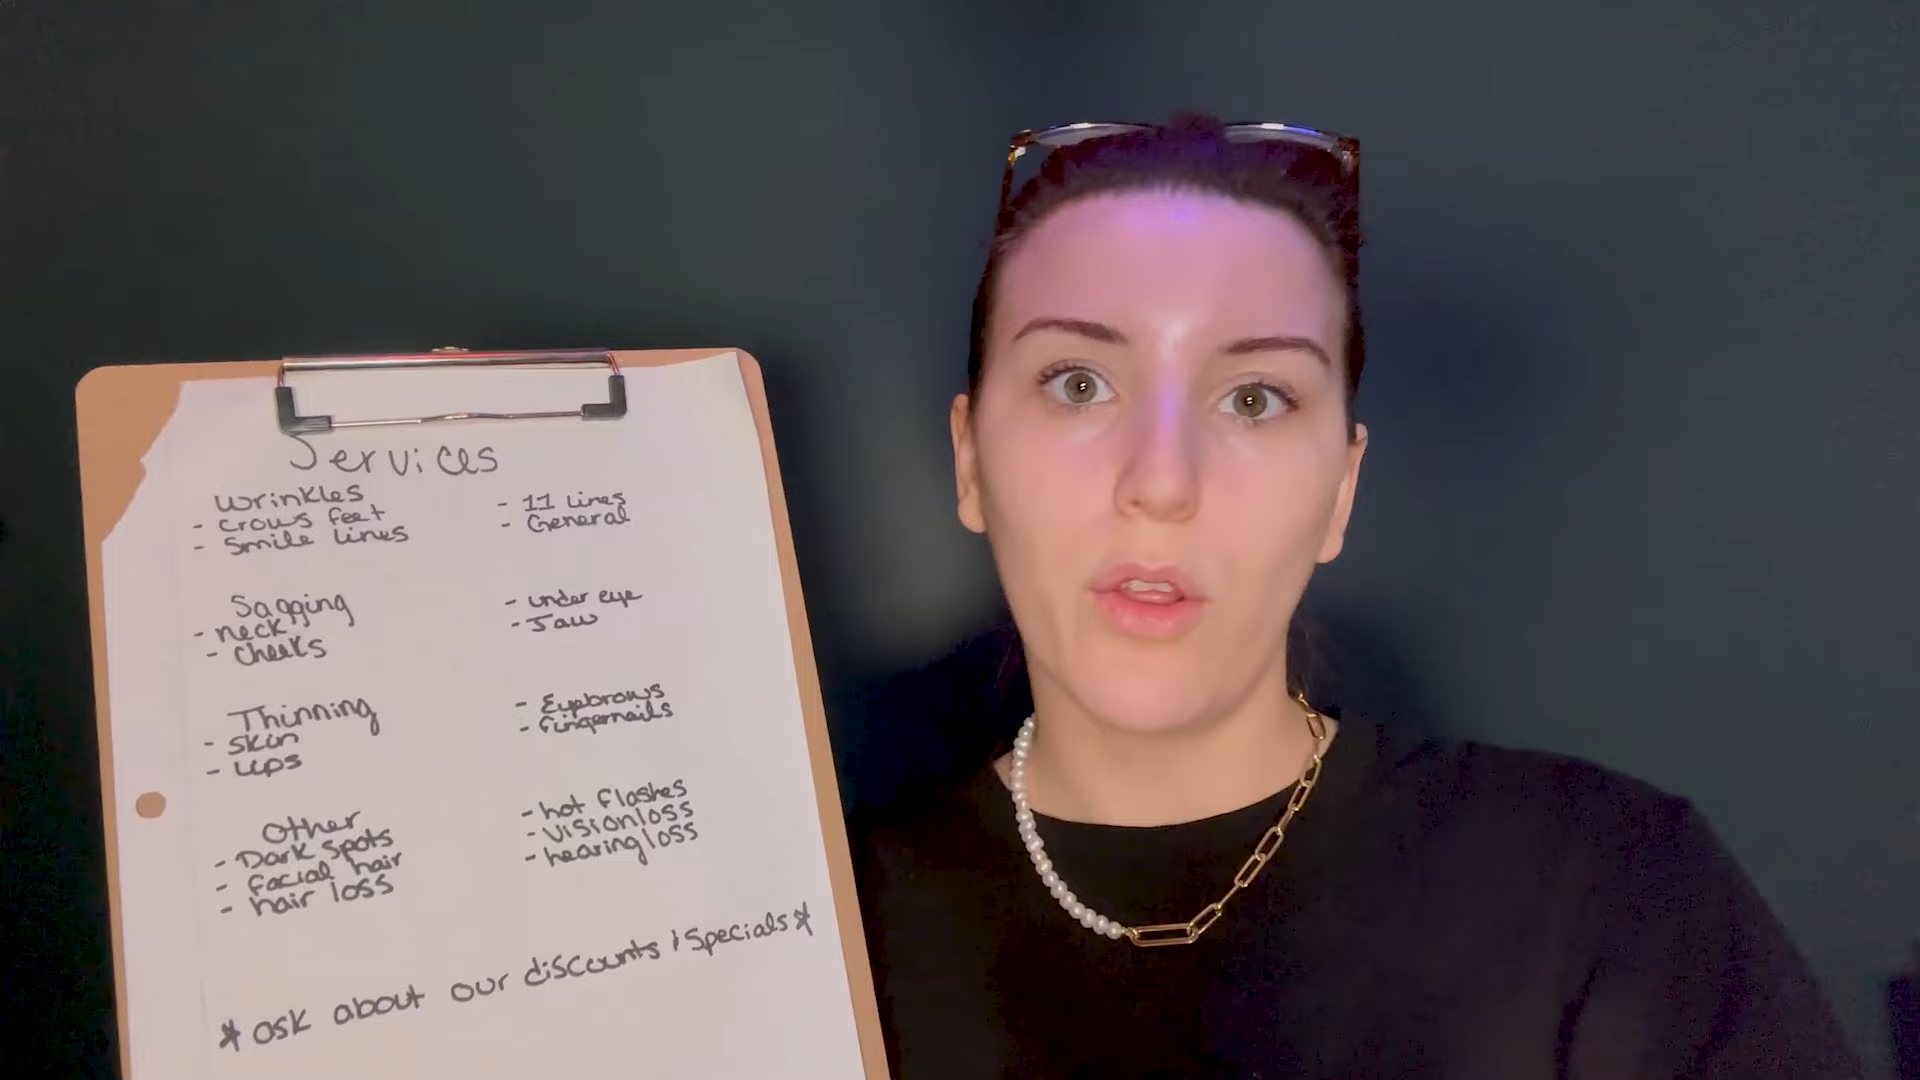 Services
Wrinkles
- crows feet
- Smile lines
- 11 Lines
- General
Sagging
- neck
- Cheeks
- under eye
- Jaw
Thinning
- skin
- Lips
- Eyebrows
- fingernails
Other
- Dark spots
- facial hair
- hair loss
- hot flashes
- vision loss
- hearing loss
* ask about our discounts & specials *